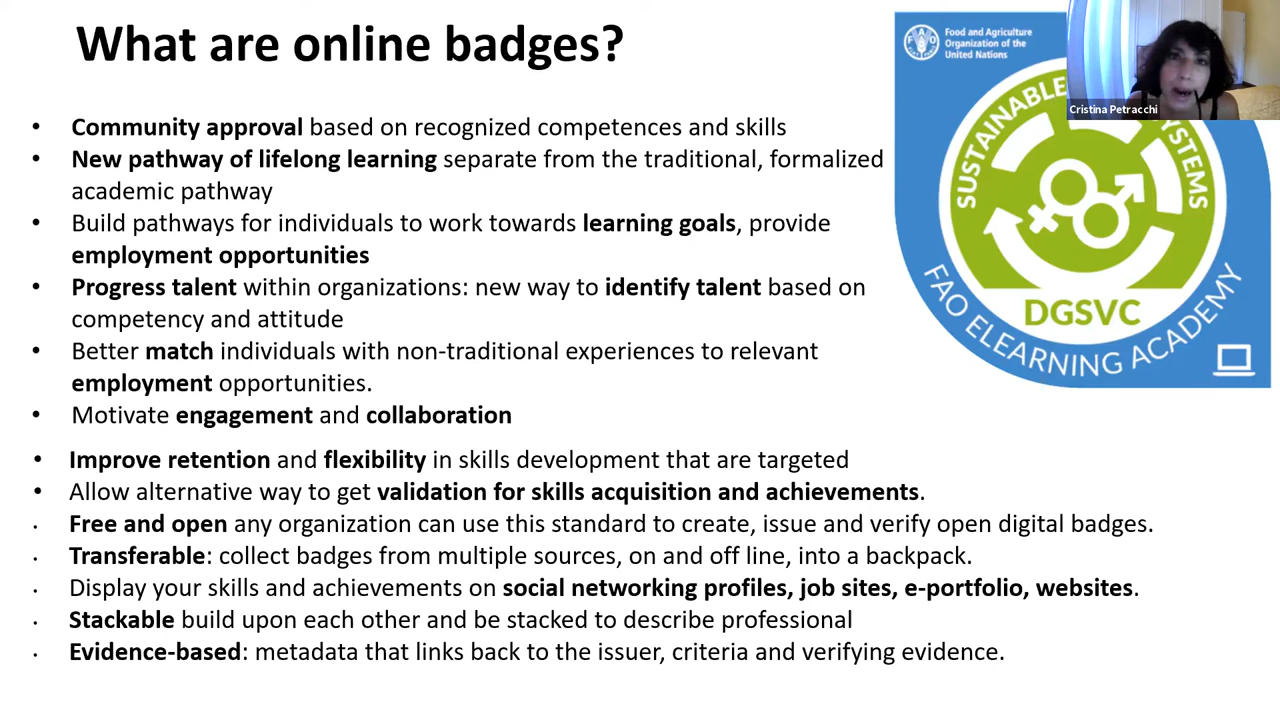 What are online badges?
• Community approval based on recognized competences and skills
• New pathway of lifelong learning separate from the traditional, formalized
academic pathway
• Build pathways for individuals to work towards learning goals, provide
employment opportunities
• Progress talent within organizations: new way to identify talent based on
competency and attitude
• Better match individuals with non-traditional experiences to relevant
employment opportunities.
• Motivate engagement and collaboration
• Improve retention and flexibility in skills development that are targeted
• Allow alternative way to get validation for skills acquisition and achievements.
• Free and open any organization can use this standard to create, issue and verify open digital badges.
• Transferable: collect badges from multiple sources, on and off line, into a backpack.
• Display your skills and achievements on social networking profiles, job sites, e-portfolio, websites.
• Stackable build upon each other and be stacked to describe professional
• Evidence-based: metadata that links back to the issuer, criteria and verifying evidence.
FAO
Food and Agriculture
Organization of the
United Nations
Cristina Petracchi
SUSTAINABLE
DGSVC
FAO ELEARNING ACADEMY